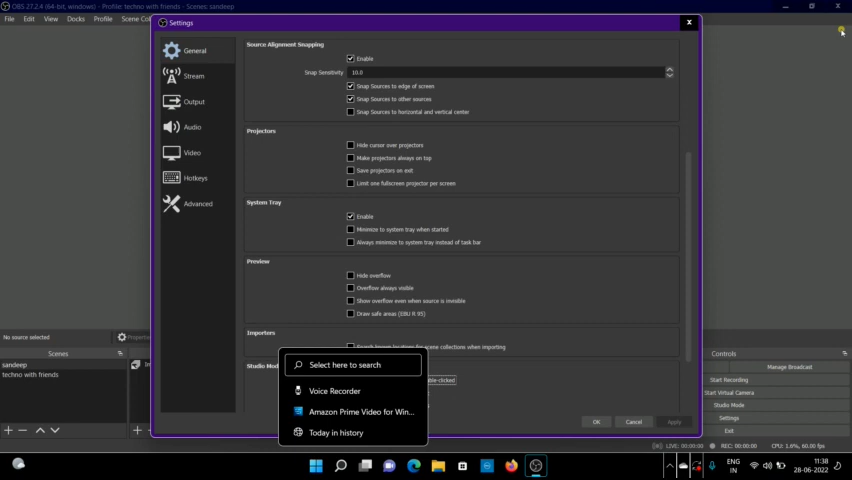 OBS 27.2.4 (64-bit, windows) - Profile: techno with friends - Scenes: sandeep
File Edit View Docks Profile Scene Col
Settings
General
Stream
Output
Audio
Video
Hotkeys
Advanced
Source Alignment Snapping
Enable
Snap Sensitivity 10.0
Snap Sources to edge of screen
Snap Sources to other sources
Snap Sources to horizontal and vertical center
Projectors
Hide cursor over projectors
Make projectors always on top
Save projectors on exit
Limit one fullscreen projector per screen
System Tray
Enable
Minimize to system tray when started
Always minimize to system tray instead of task bar
Preview
Hide overflow
Overflow always visible
Show overflow even when source is invisible
Draw safe areas (EBU R 95)
Importers
Search known locations for scene collections when importing
Studio Mod
ble-clicked
OK Cancel Apply
No source selected
Properties
Scenes
sandeep
techno with friends
Select here to search
Voice Recorder
Amazon Prime Video for Win...
Today in history
Controls
Manage Broadcast
Start Recording
Start Virtual Camera
Studio Mode
Settings
Exit
LIVE: 00:00:00 REC: 00:00:00 CPU: 1.6%, 60.00 fps
ENG
IN
11:38
28-06-2022